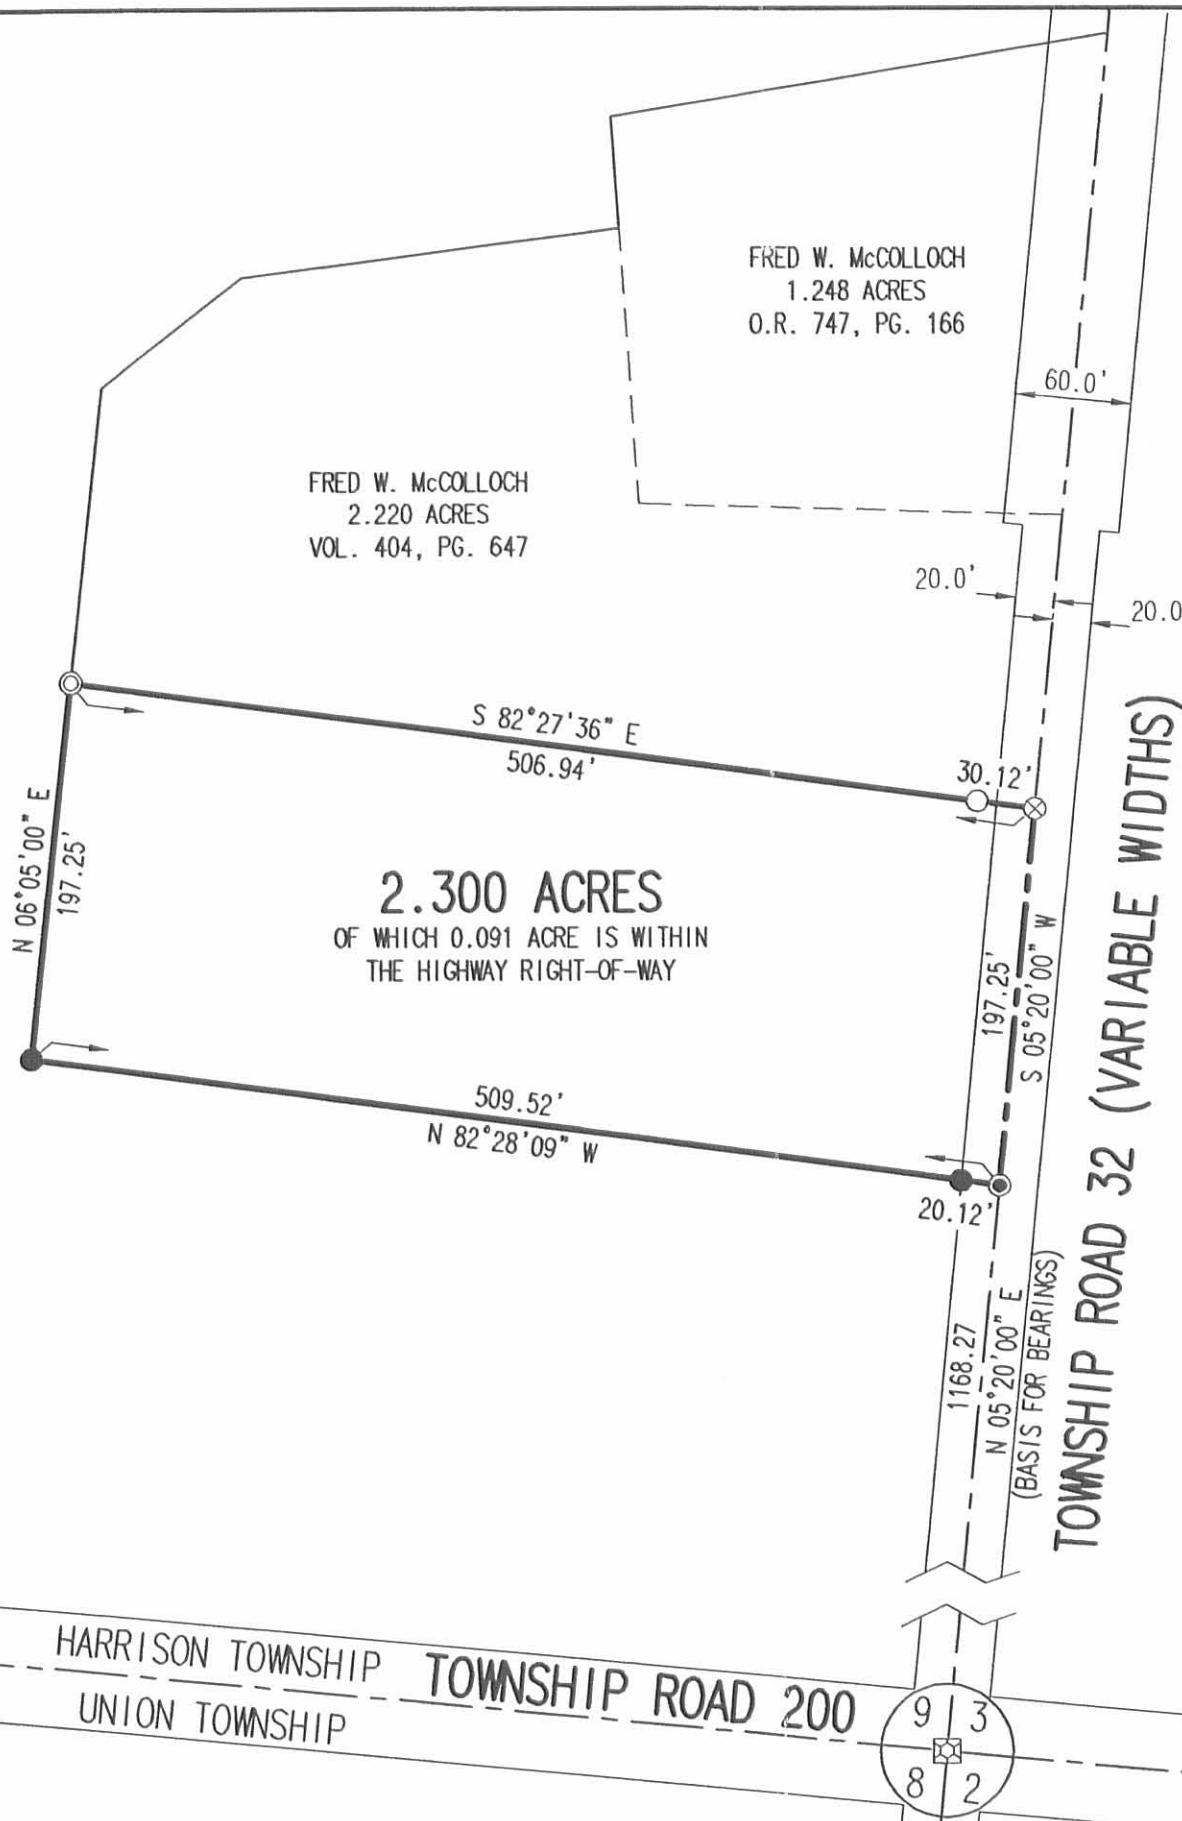 FRED W. McCOLLOCH
1.248 ACRES
O.R. 747, PG. 166
60.0'
FRED W. McCOLLOCH
2.220 ACRES
VOL. 404, PG. 647
20.0'
20.0
S 82°27'36" E
506.94'
30.12'
N 06°05'00" E
197.25'
2.300 ACRES
OF WHICH 0.091 ACRE IS WITHIN
THE HIGHWAY RIGHT-OF-WAY
197.25'
S 05°20'00" W
TOWNSHIP ROAD 32 (VARIABLE WIDTHS)
509.52'
N 82°28'09" W
20.12'
1168.27
N 05°20'00" E
(BASIS FOR BEARINGS)
HARRISON TOWNSHIP
TOWNSHIP ROAD 200
UNION TOWNSHIP
9 3
8 2